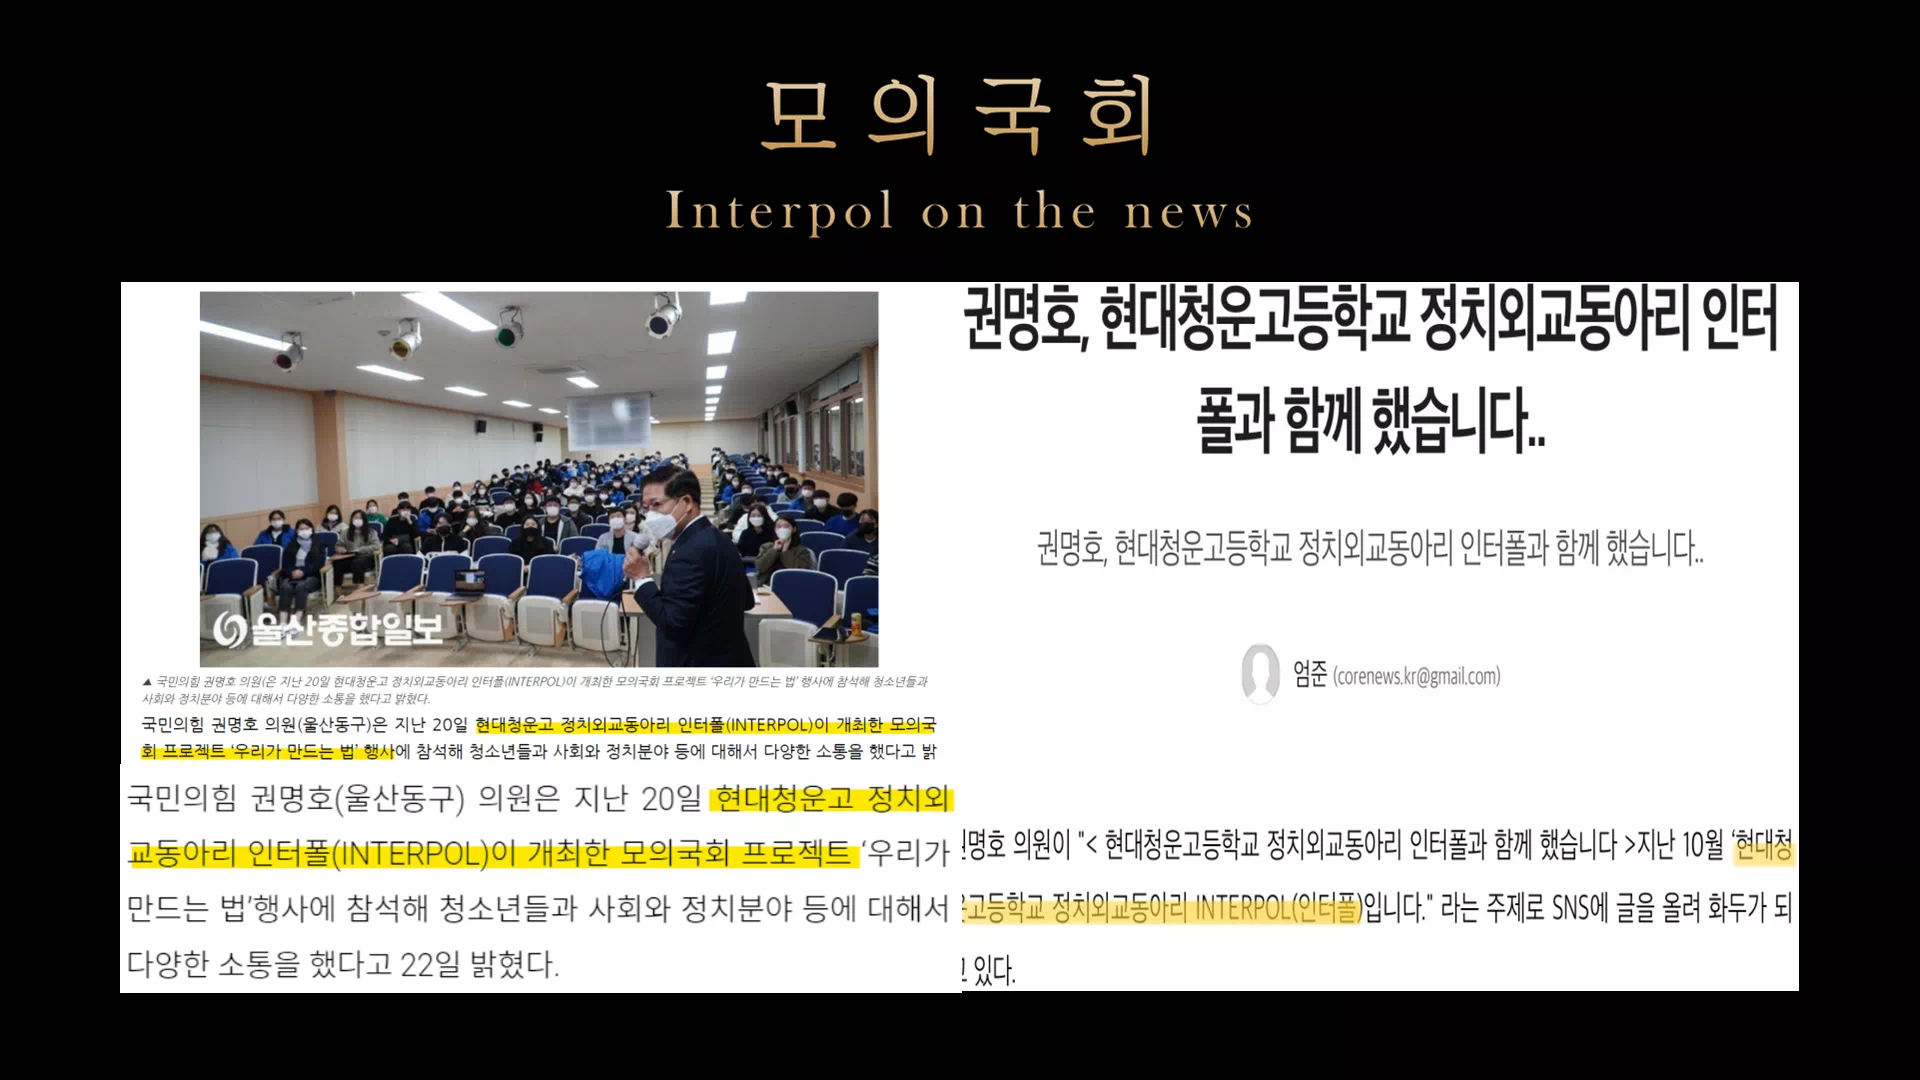 모의국회
Interpol on the news
울산종합일보
▲ 국민의힘 권명호 의원(은 지난 20일 현대청운고 정치외교동아리 인터폴(INTERPOL)이 개최한 모의국회 프로젝트 ‘우리가 만드는 법’ 행사에 참석해 청소년들과
사회와 정치분야 등에 대해서 다양한 소통을 했다고 밝혔다.
국민의힘 권명호 의원(울산동구)은 지난 20일 현대청운고 정치외교동아리 인터폴(INTERPOL)이 개최한 모의국
회 프로젝트 ‘우리가 만드는 법’ 행사에 참석해 청소년들과 사회와 정치분야 등에 대해서 다양한 소통을 했다고 밝
국민의힘 권명호(울산동구) 의원은 지난 20일 현대청운고 정치외
교동아리 인터폴(INTERPOL)이 개최한 모의국회 프로젝트 ‘우리가
만드는 법’행사에 참석해 청소년들과 사회와 정치분야 등에 대해서
다양한 소통을 했다고 22일 밝혔다.
권명호, 현대청운고등학교 정치외교동아리 인터
폴과 함께 했습니다..
권명호, 현대청운고등학교 정치외교동아리 인터폴과 함께 했습니다..
엄준 (corenews.kr@gmail.com)
명호 의원이 "< 현대청운고등학교 정치외교동아리 인터폴과 함께 했습니다 >지난 10월 ‘현대청
고등학교 정치외교동아리 INTERPOL(인터폴)입니다." 라는 주제로 SNS에 글을 올려 화두가 되
있다.